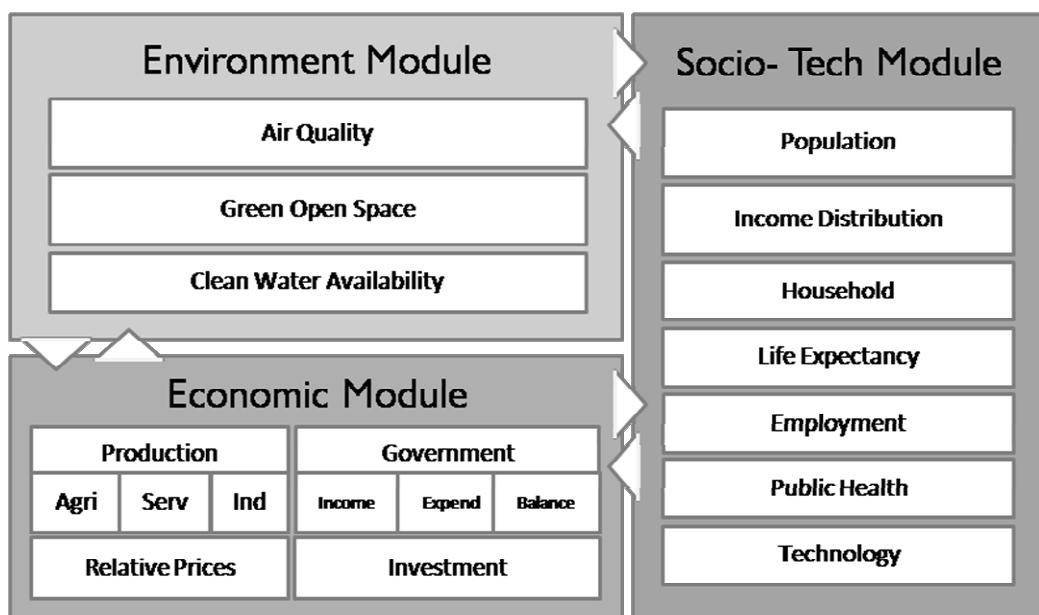 Environment Module
Air Quality
Green Open Space
Clean Water Availability
Socio- Tech Module
Population
Income Distribution
Household
Life Expectancy
Employment
Public Health
Technology
Economic Module
Production
Agri Serv Ind
Relative Prices
Government
Income Expend Balance
Investment